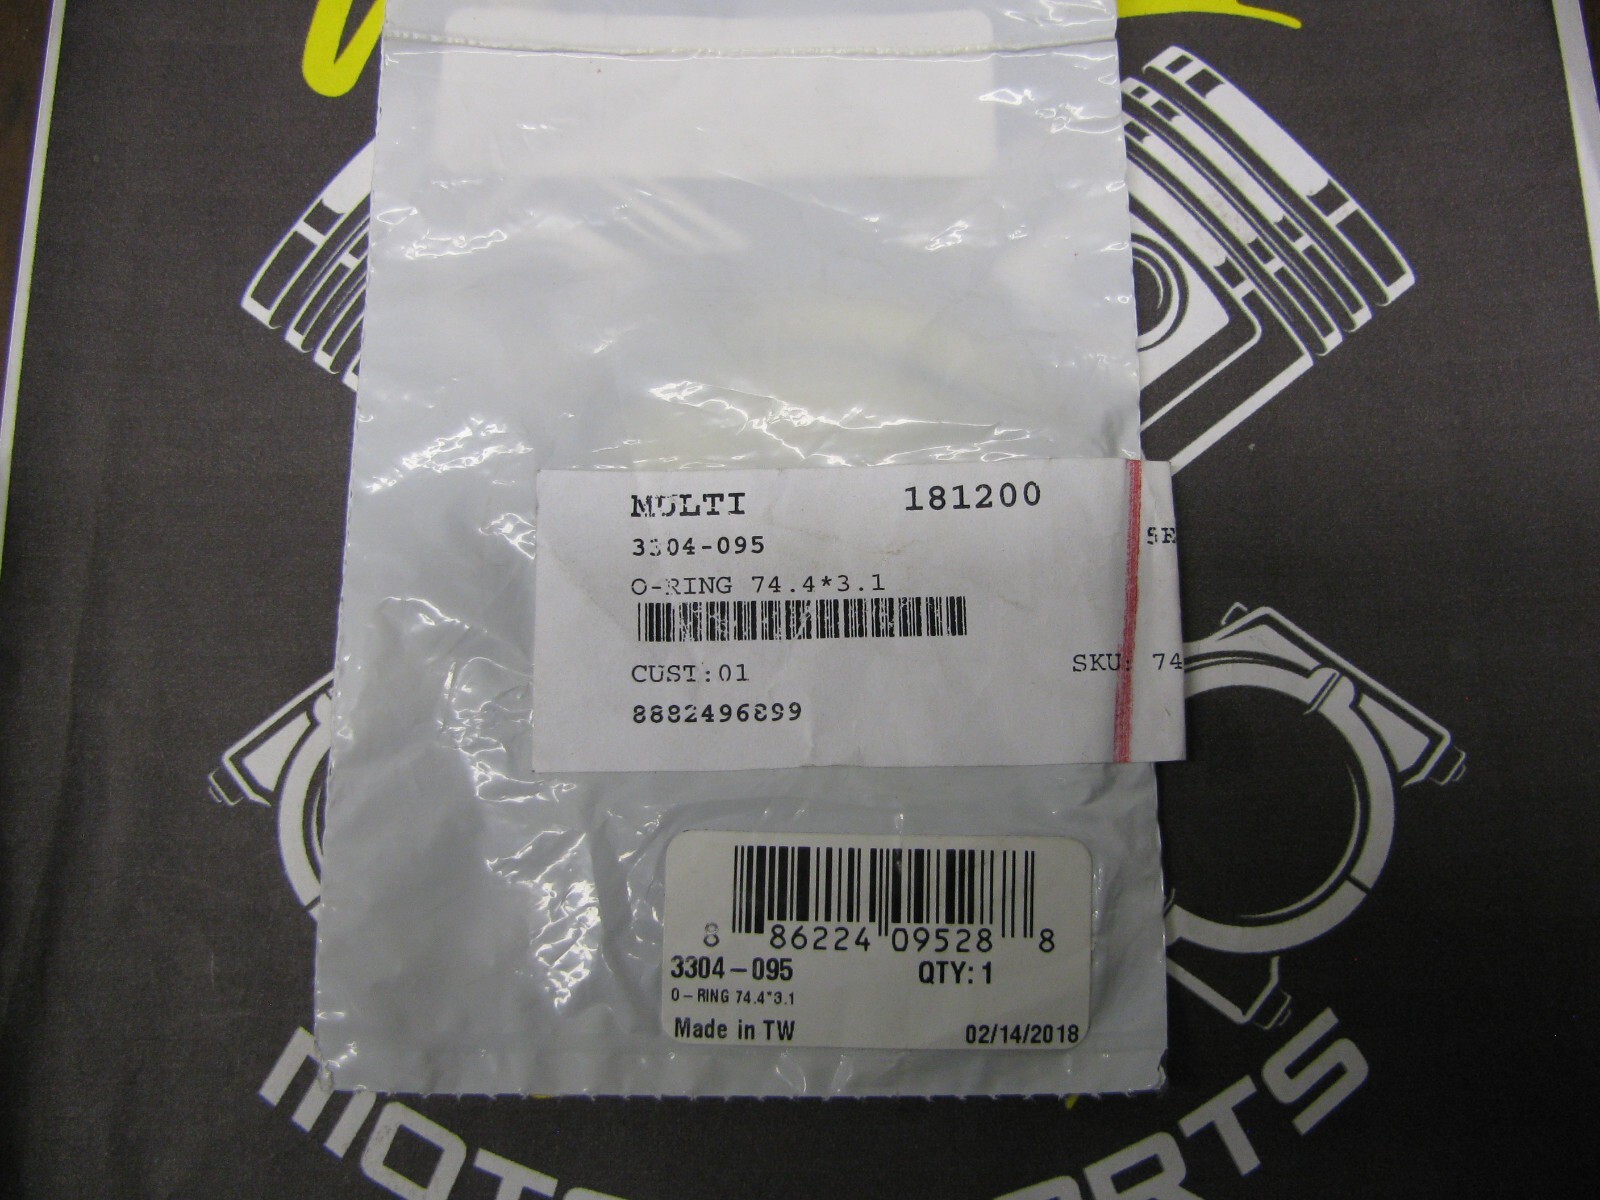 MULTI 181200
3304-095
O-RING 74.4*3.1
CUST:01 SKU: 74
8882496899
8 86224 09528 8
3304-095 QTY: 1
O-RING 74.4*3.1
Made in TW 02/14/2018